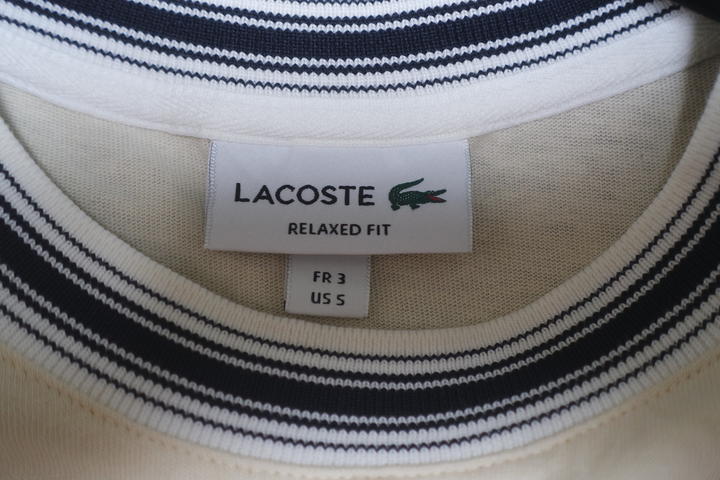 LACOSTE
RELAXED FIT
FR 3
US S